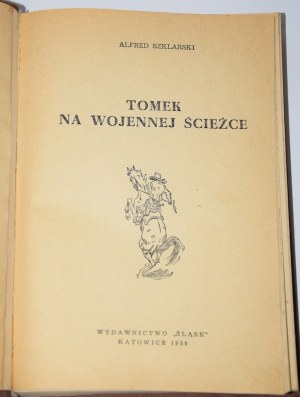 ALFRED SZKLARSKI
TOMEK
NA WOJENNEJ ŚCIEŻCE
WYDAWNICTWO „ŚLĄSK"
KATOWICE 1959